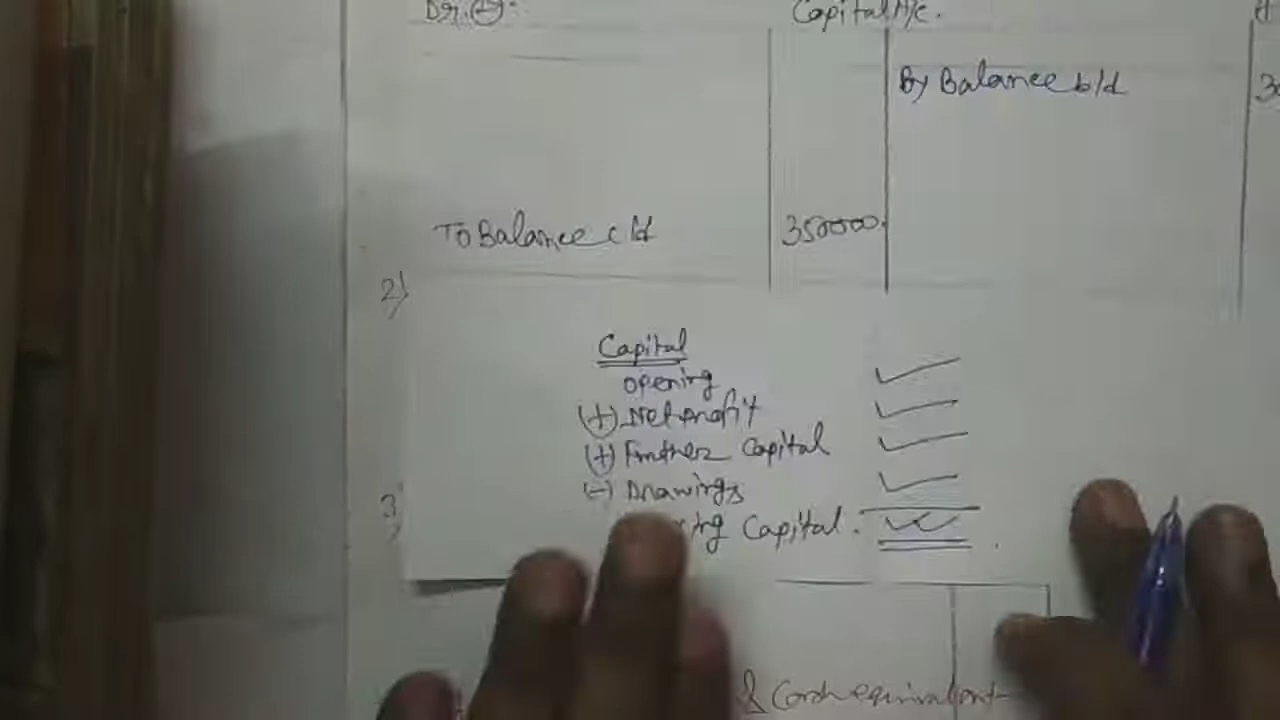 Dr. (-). Capital A/c.
By Balance b/d
To Balance c/d 350000.
2)
Capital
opening
(+) Net profit
(+) Further Capital
(-) Drawings
Capital.
3)
& Cash equivalent